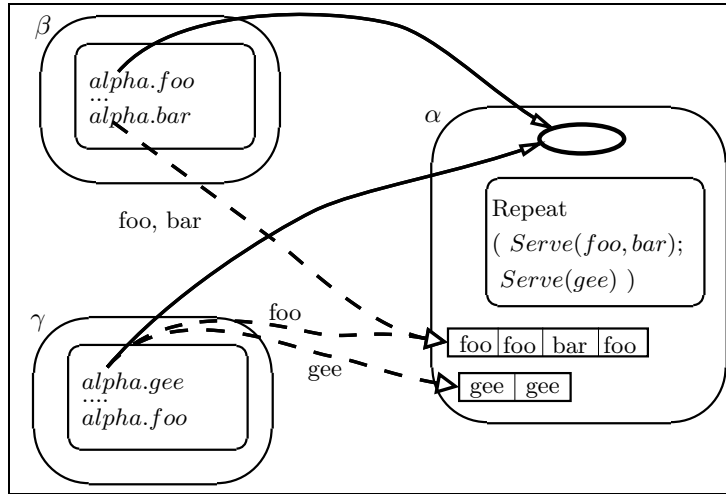 β
alpha.foo
...
alpha.bar
α
foo, bar
Repeat
( Serve(foo, bar);
Serve(gee) )
γ
foo
foo foo bar foo
gee
gee gee
alpha.gee
....
alpha.foo